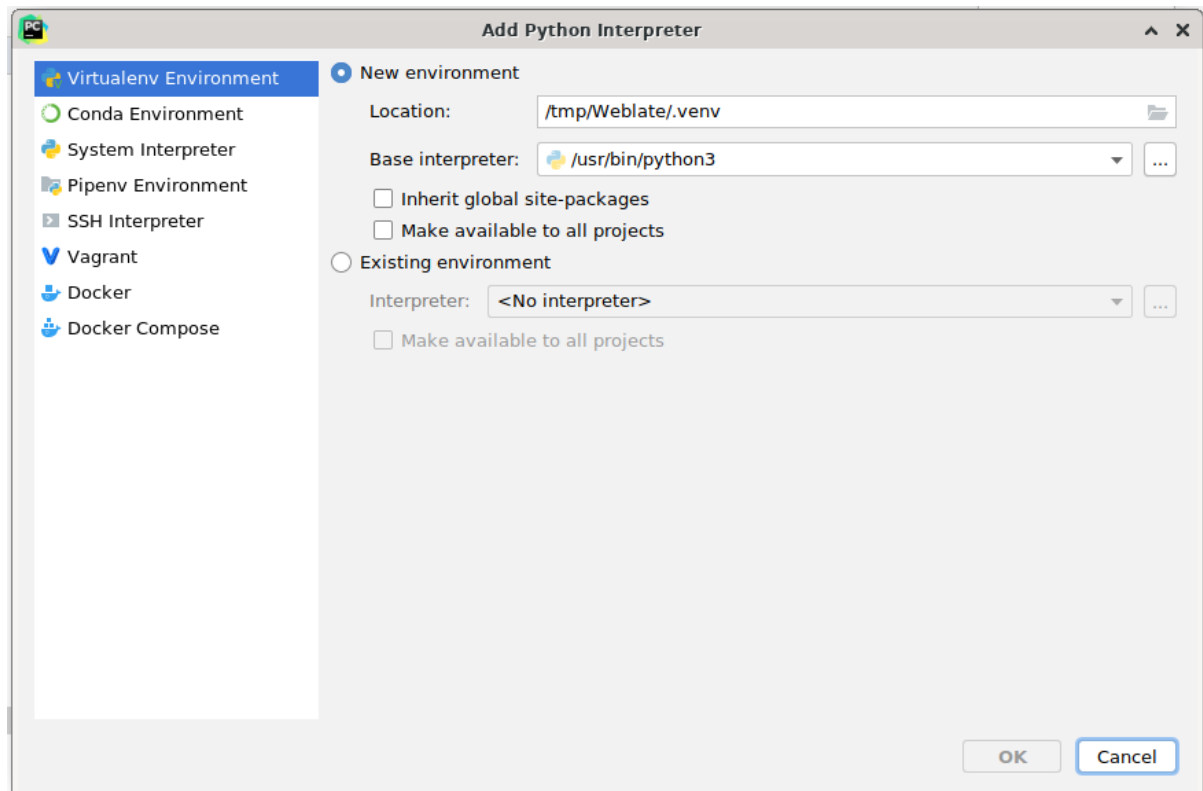 PC
Add Python Interpreter
Virtualenv Environment
Conda Environment
System Interpreter
Pipenv Environment
SSH Interpreter
Vagrant
Docker
Docker Compose
New environment
Location: /tmp/Weblate/.venv
Base interpreter: /usr/bin/python3 ...
Inherit global site-packages
Make available to all projects
Existing environment
Interpreter: <No interpreter> ...
Make available to all projects
OK Cancel